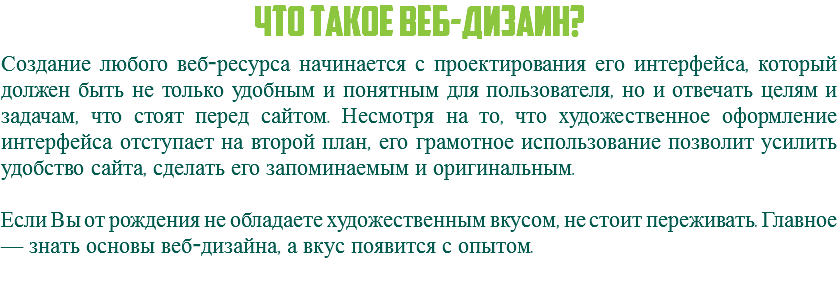 ЧТО ТАКОЕ ВЕБ-ДИЗАИН?
Создание любого веб-ресурса начинается с проектирования его интерфейса, который
должен быть не только удобным и понятным для пользователя, но и отвечать целям и
задачам, что стоят перед сайтом. Несмотря на то, что художественное оформление
интерфейса отступает на второй план, его грамотное использование позволит усилить
удобство сайта, сделать его запоминаемым и оригинальным.
Если Вы от рождения не обладаете художественным вкусом, не стоит переживать. Главное
— знать основы веб-дизайна, а вкус появится с опытом.